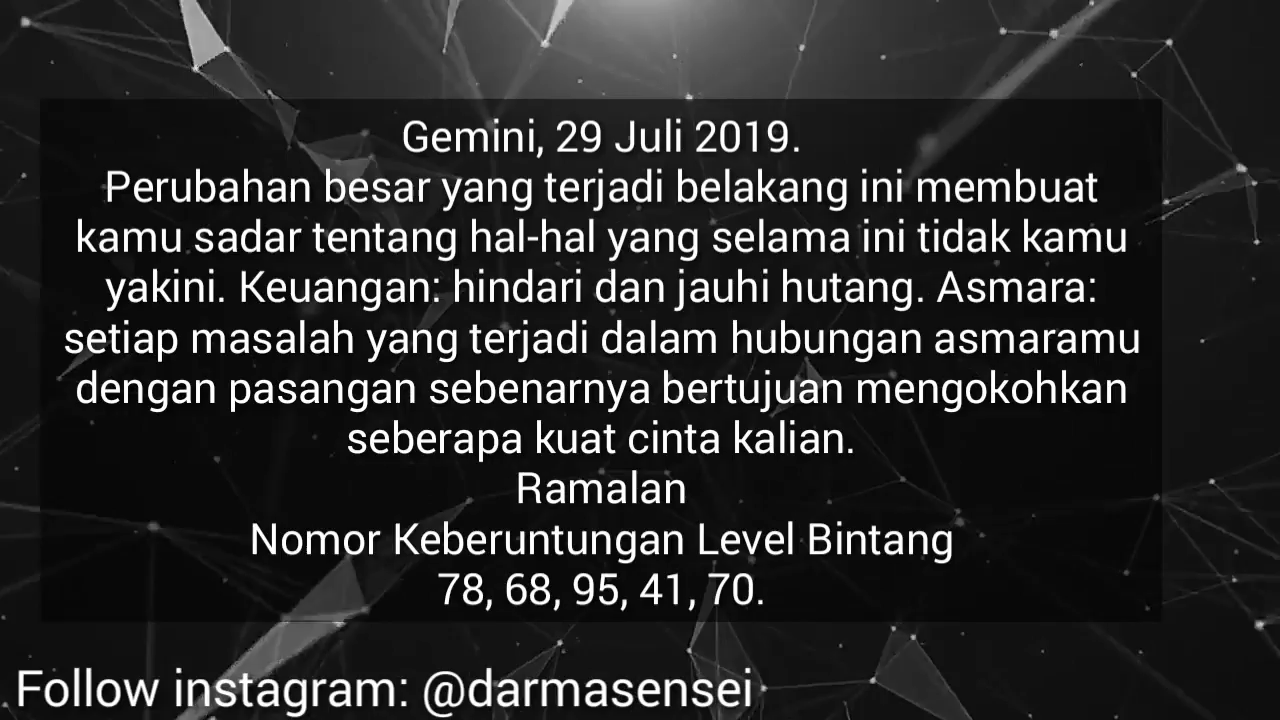 Gemini, 29 Juli 2019.
Perubahan besar yang terjadi belakang ini membuat
kamu sadar tentang hal-hal yang selama ini tidak kamu
yakini. Keuangan: hindari dan jauhi hutang. Asmara:
setiap masalah yang terjadi dalam hubungan asmaramu
dengan pasangan sebenarnya bertujuan mengokohkan
seberapa kuat cinta kalian.
Ramalan
Nomor Keberuntungan Level Bintang
78, 68, 95, 41, 70.
Follow instagram: @darmasensei